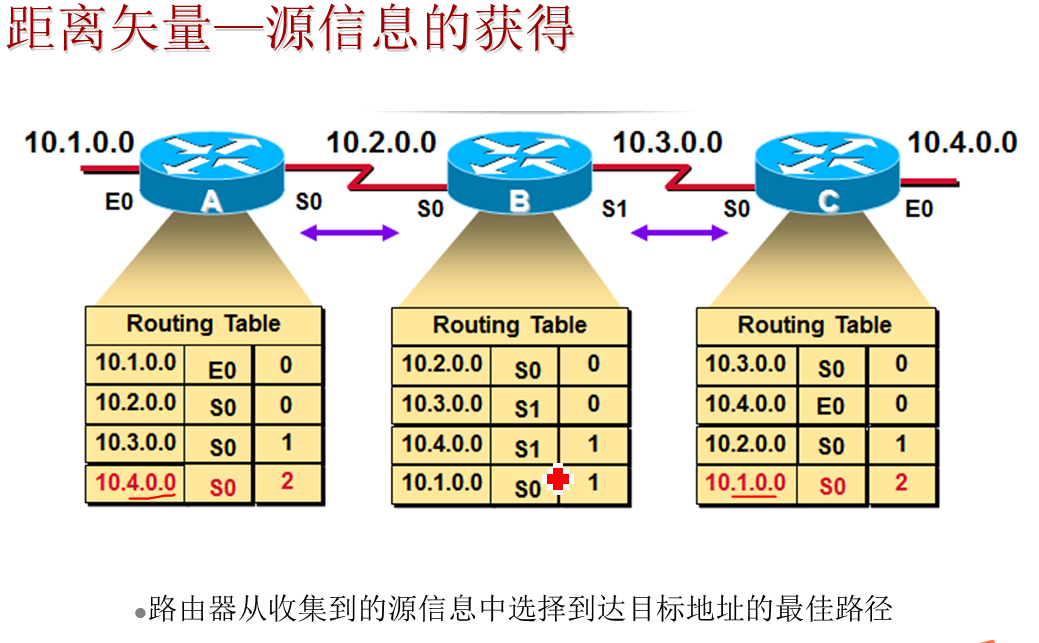 距离矢量—源信息的获得
10.1.0.0 10.2.0.0 10.3.0.0 10.4.0.0
E0 A S0 S0 B S1 S0 C E0
Routing Table
10.1.0.0 E0 0
10.2.0.0 S0 0
10.3.0.0 S0 1
10.4.0.0 S0 2
Routing Table
10.2.0.0 S0 0
10.3.0.0 S1 0
10.4.0.0 S1 1
10.1.0.0 S0 1
Routing Table
10.3.0.0 S0 0
10.4.0.0 E0 0
10.2.0.0 S0 1
10.1.0.0 S0 2
●路由器从收集到的源信息中选择到达目标地址的最佳路径